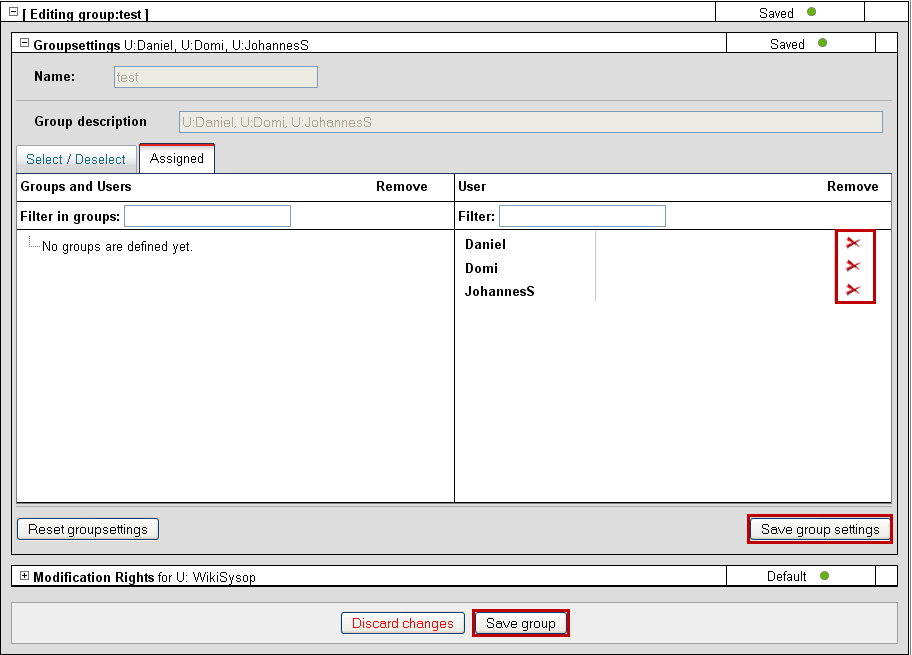 [ Editing group:test ] Saved
Groupsettings U:Daniel, U:Domi, U:JohannesS Saved
Name: test
Group description U:Daniel, U:Domi, U:JohannesS
Select / Deselect Assigned
Groups and Users Remove User Remove
Filter in groups: Filter:
No groups are defined yet.
Daniel
Domi
JohannesS
Reset groupsettings Save group settings
Modification Rights for U: WikiSysop Default
Discard changes Save group